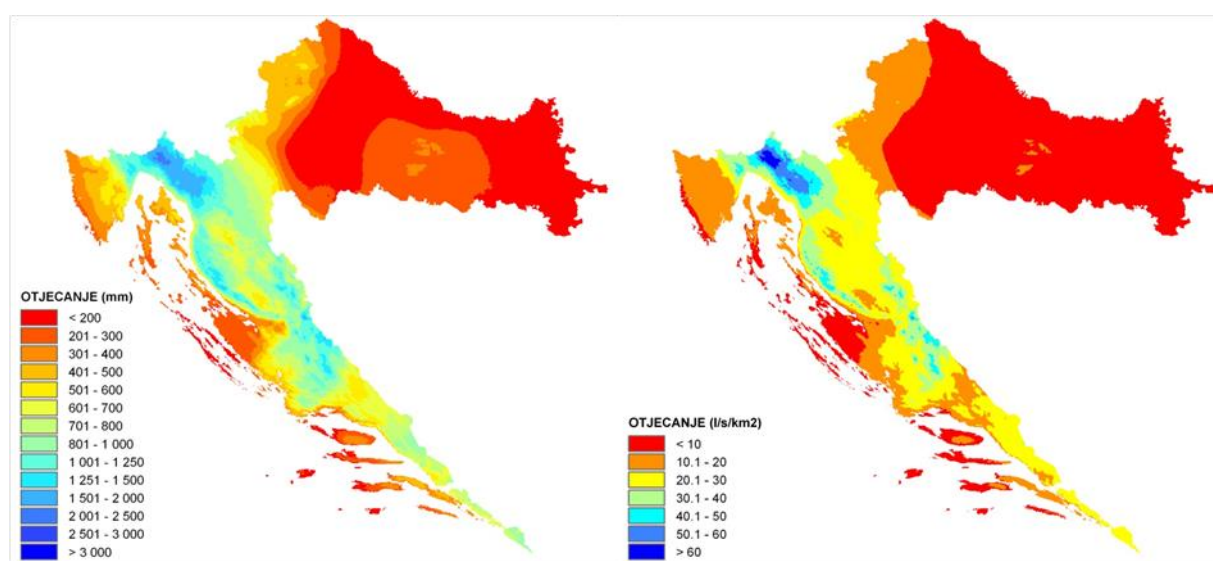 OTJECANJE (mm)
< 200
201 - 300
301 - 400
401 - 500
501 - 600
601 - 700
701 - 800
801 - 1 000
1 001 - 1 250
1 251 - 1 500
1 501 - 2 000
2 001 - 2 500
2 501 - 3 000
> 3 000
OTJECANJE (l/s/km2)
< 10
10.1 - 20
20.1 - 30
30.1 - 40
40.1 - 50
50.1 - 60
> 60